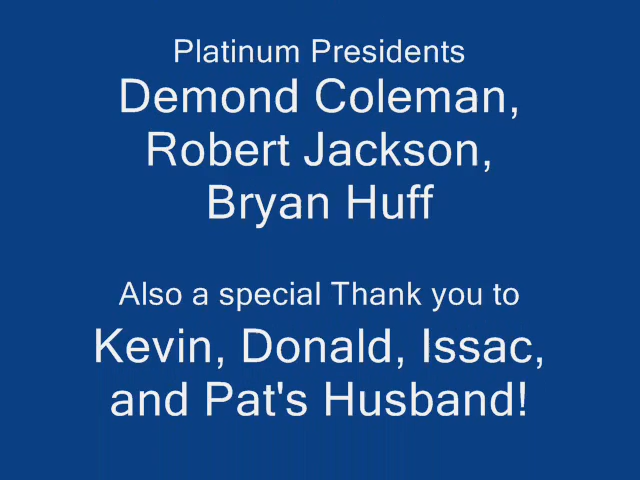 Platinum Presidents
Demond Coleman,
Robert Jackson,
Bryan Huff
Also a special Thank you to
Kevin, Donald, Issac,
and Pat's Husband!